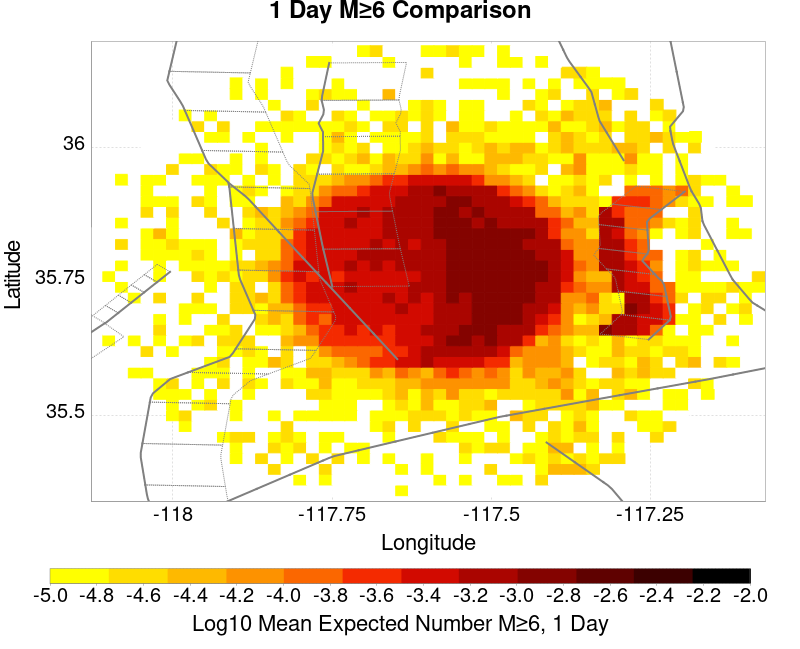 1 Day M≥6 Comparison
Latitude
36
35.75
35.5
-118 -117.75 -117.5 -117.25
Longitude
-5.0 -4.8 -4.6 -4.4 -4.2 -4.0 -3.8 -3.6 -3.4 -3.2 -3.0 -2.8 -2.6 -2.4 -2.2 -2.0
Log10 Mean Expected Number M≥6, 1 Day